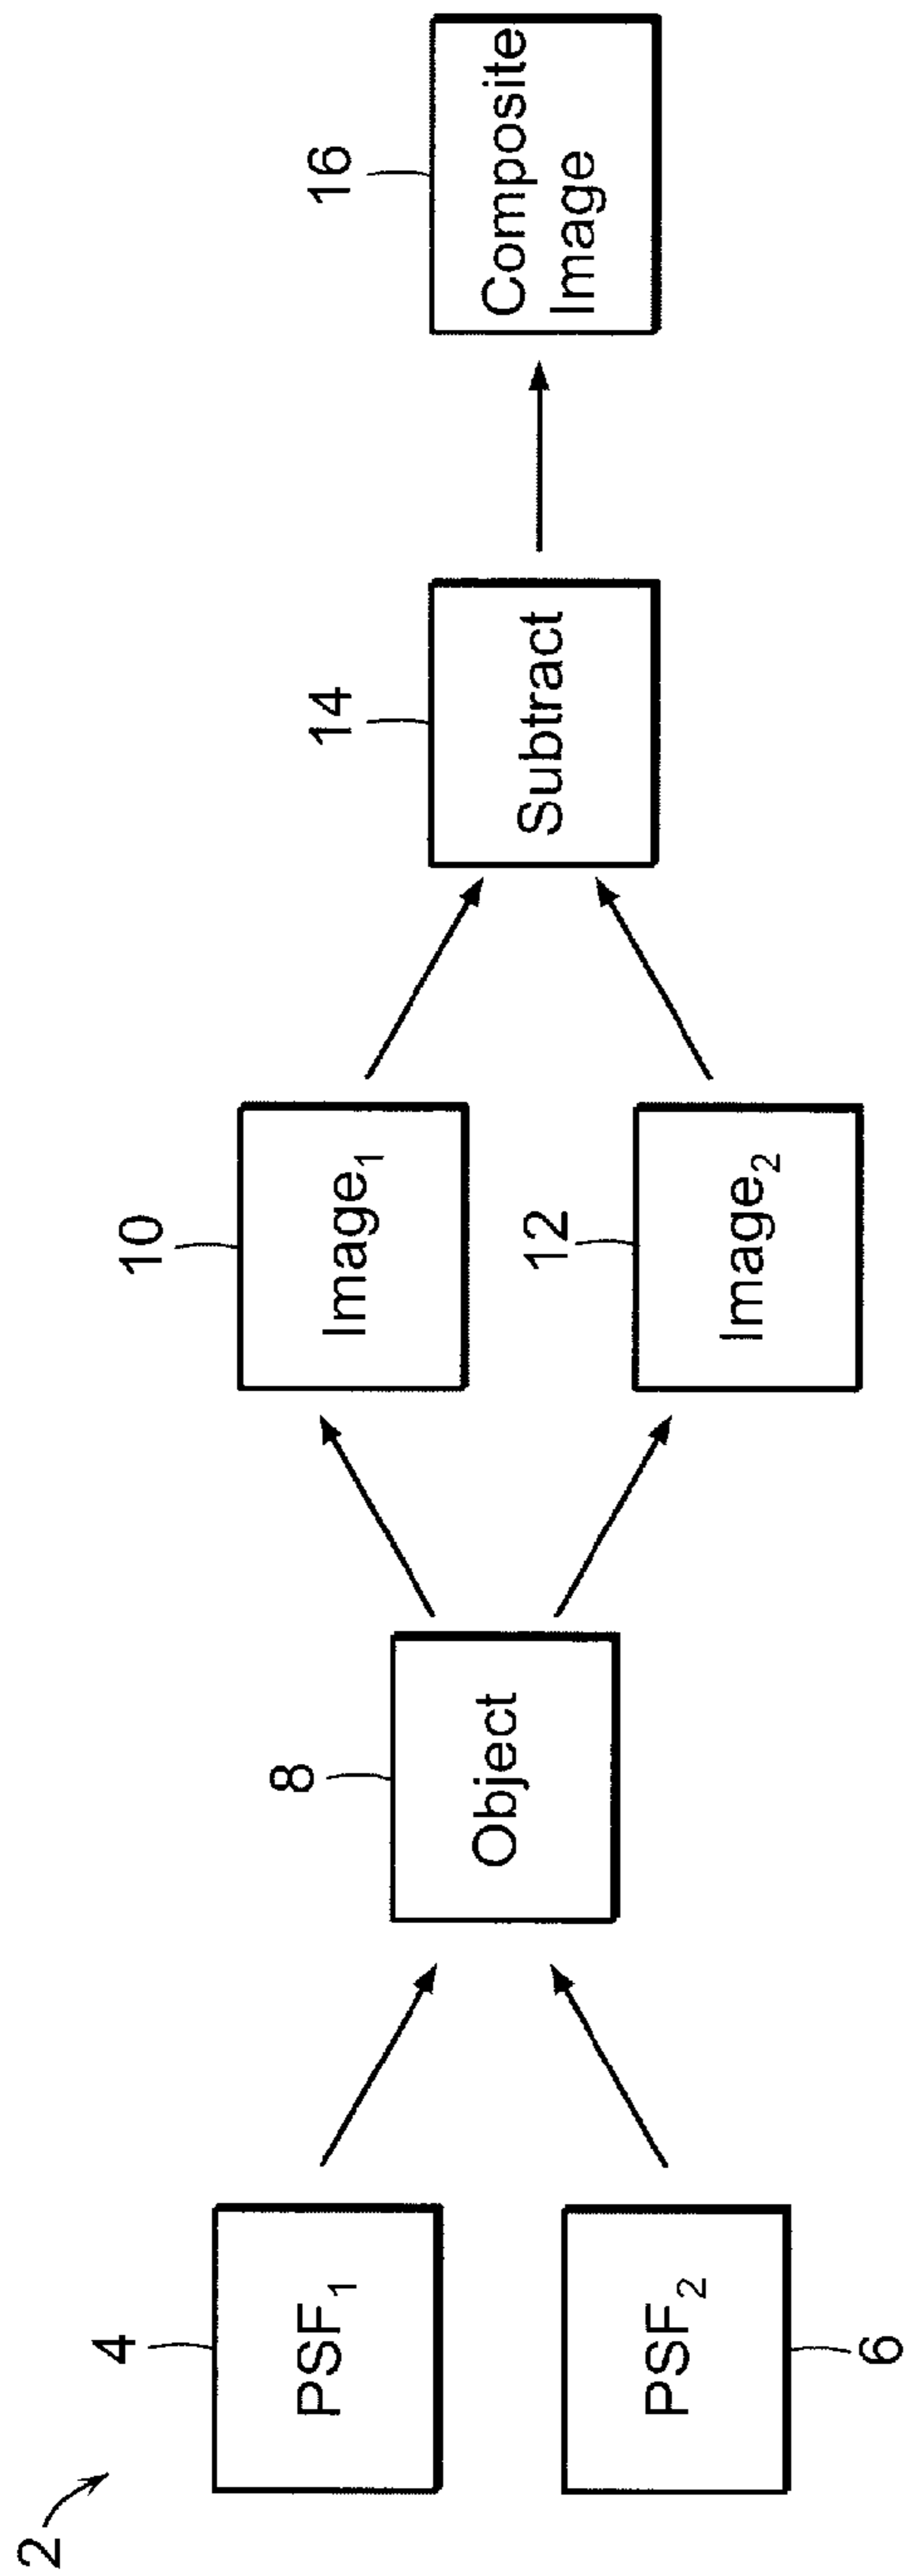 2
4
PSF1
PSF2
6
8
Object
10
Image1
12
Image2
14
Subtract
16
Composite
Image